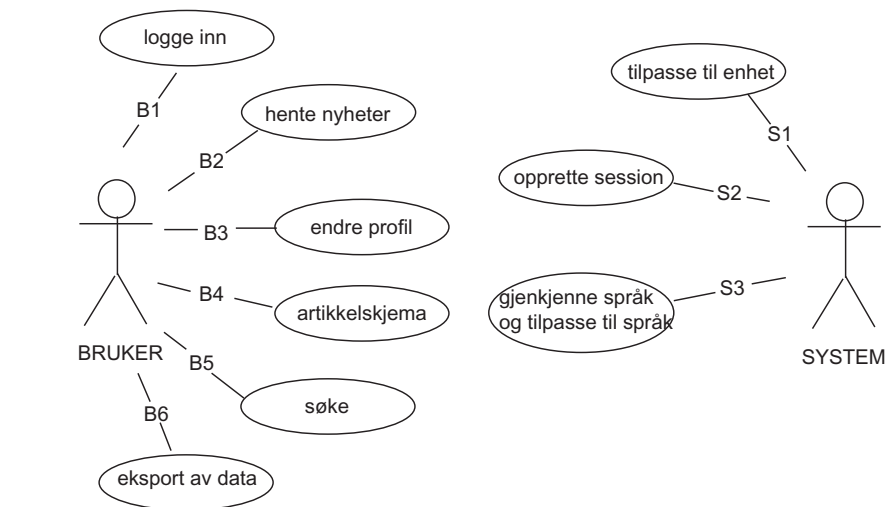 logge inn
B1
hente nyheter
B2
endre profil
B3
artikkelskjema
B4
BRUKER
B5
søke
B6
eksport av data
tilpasse til enhet
S1
opprette session
S2
gjenkjenne språk
og tilpasse til språk
S3
SYSTEM